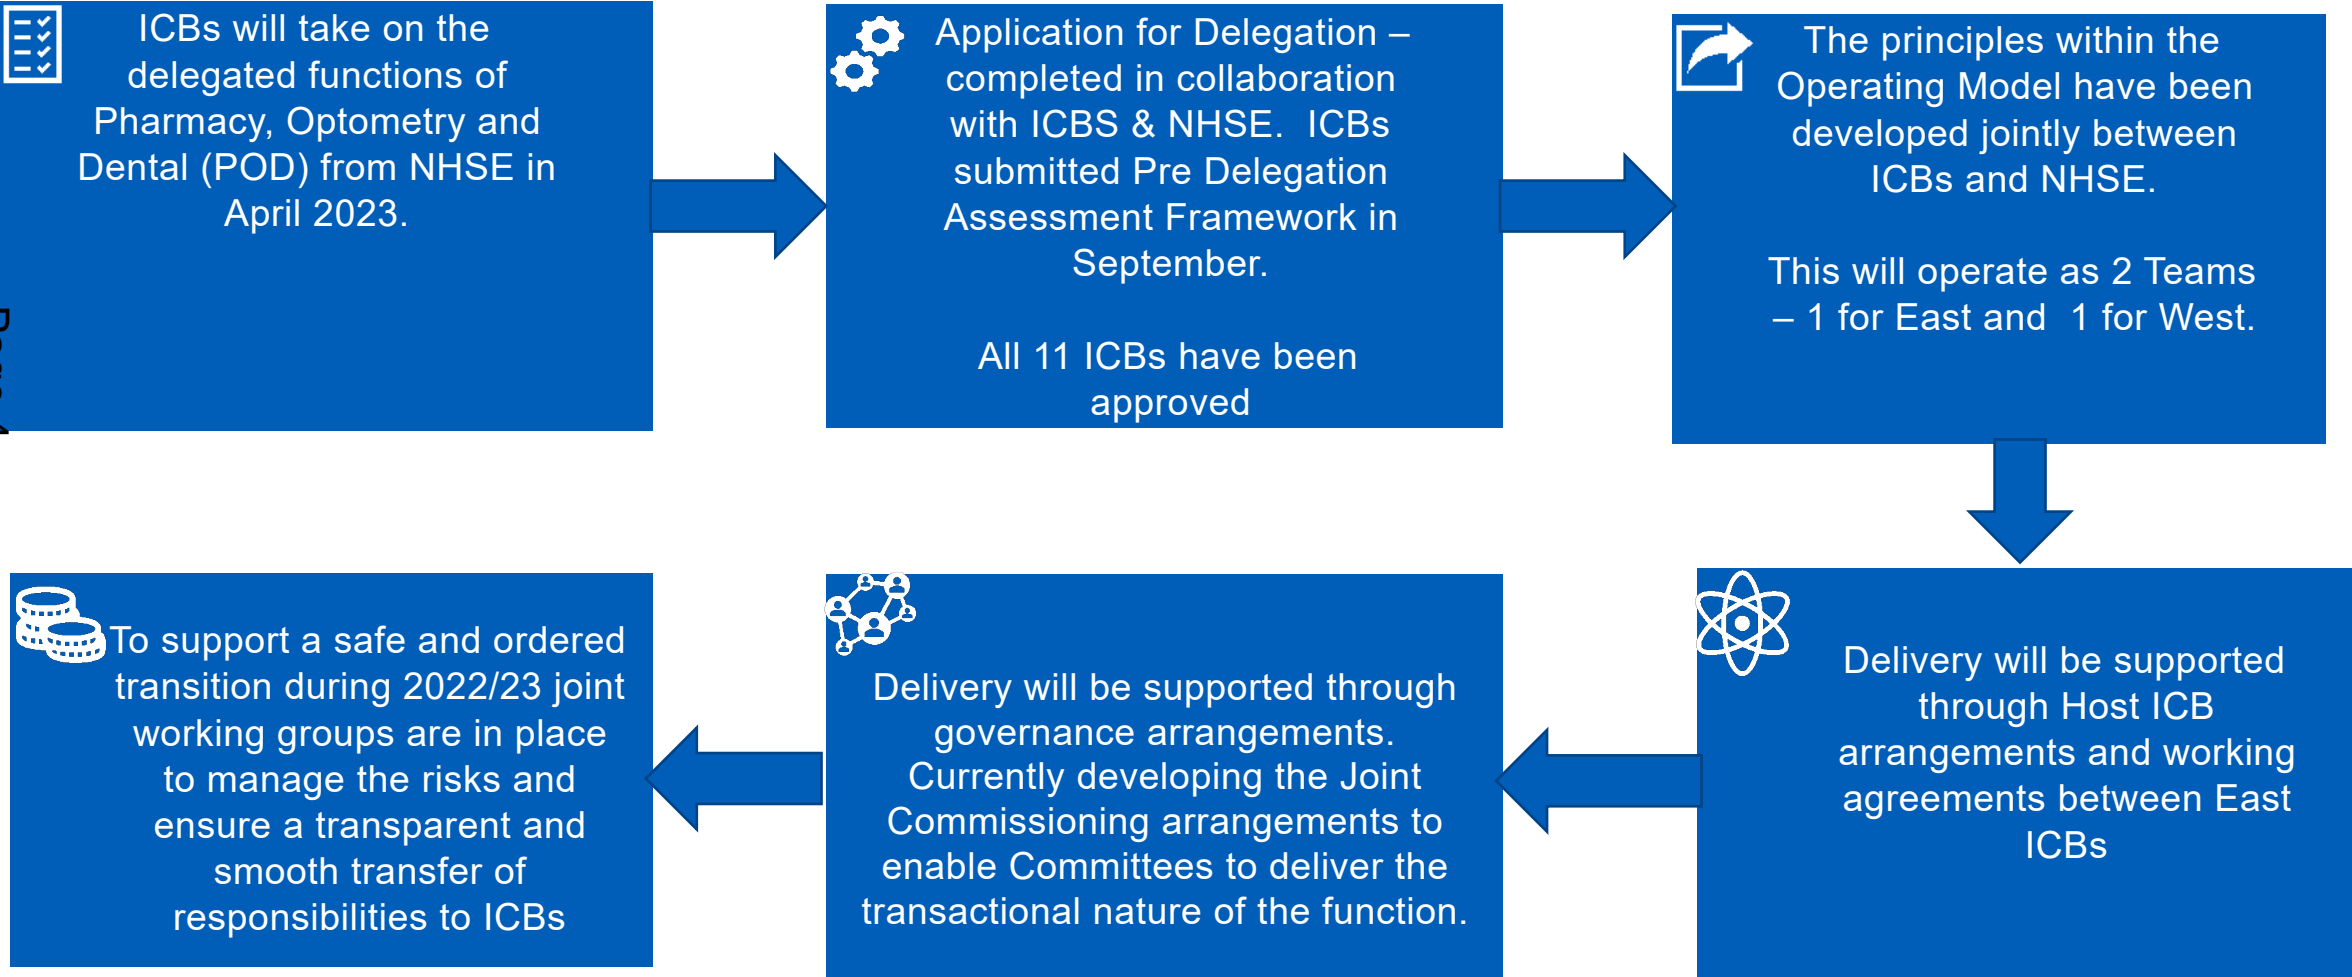 ICBs will take on the
delegated functions of
Pharmacy, Optometry and
Dental (POD) from NHSE in
April 2023.
Application for Delegation –
completed in collaboration
with ICBS & NHSE.  ICBs
submitted Pre Delegation
Assessment Framework in
September.
All 11 ICBs have been
approved
The principles within the
Operating Model have been
developed jointly between
ICBs and NHSE.
This will operate as 2 Teams
– 1 for East and  1 for West.
Delivery will be supported
through Host ICB
arrangements and working
agreements between East
ICBs
Delivery will be supported through
governance arrangements.
Currently developing the Joint
Commissioning arrangements to
enable Committees to deliver the
transactional nature of the function.
To support a safe and ordered
transition during 2022/23 joint
working groups are in place
to manage the risks and
ensure a transparent and
smooth transfer of
responsibilities to ICBs